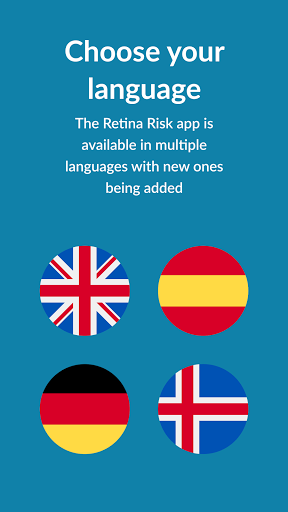 Choose your
language
The Retina Risk app is
available in multiple
languages with new ones
being added